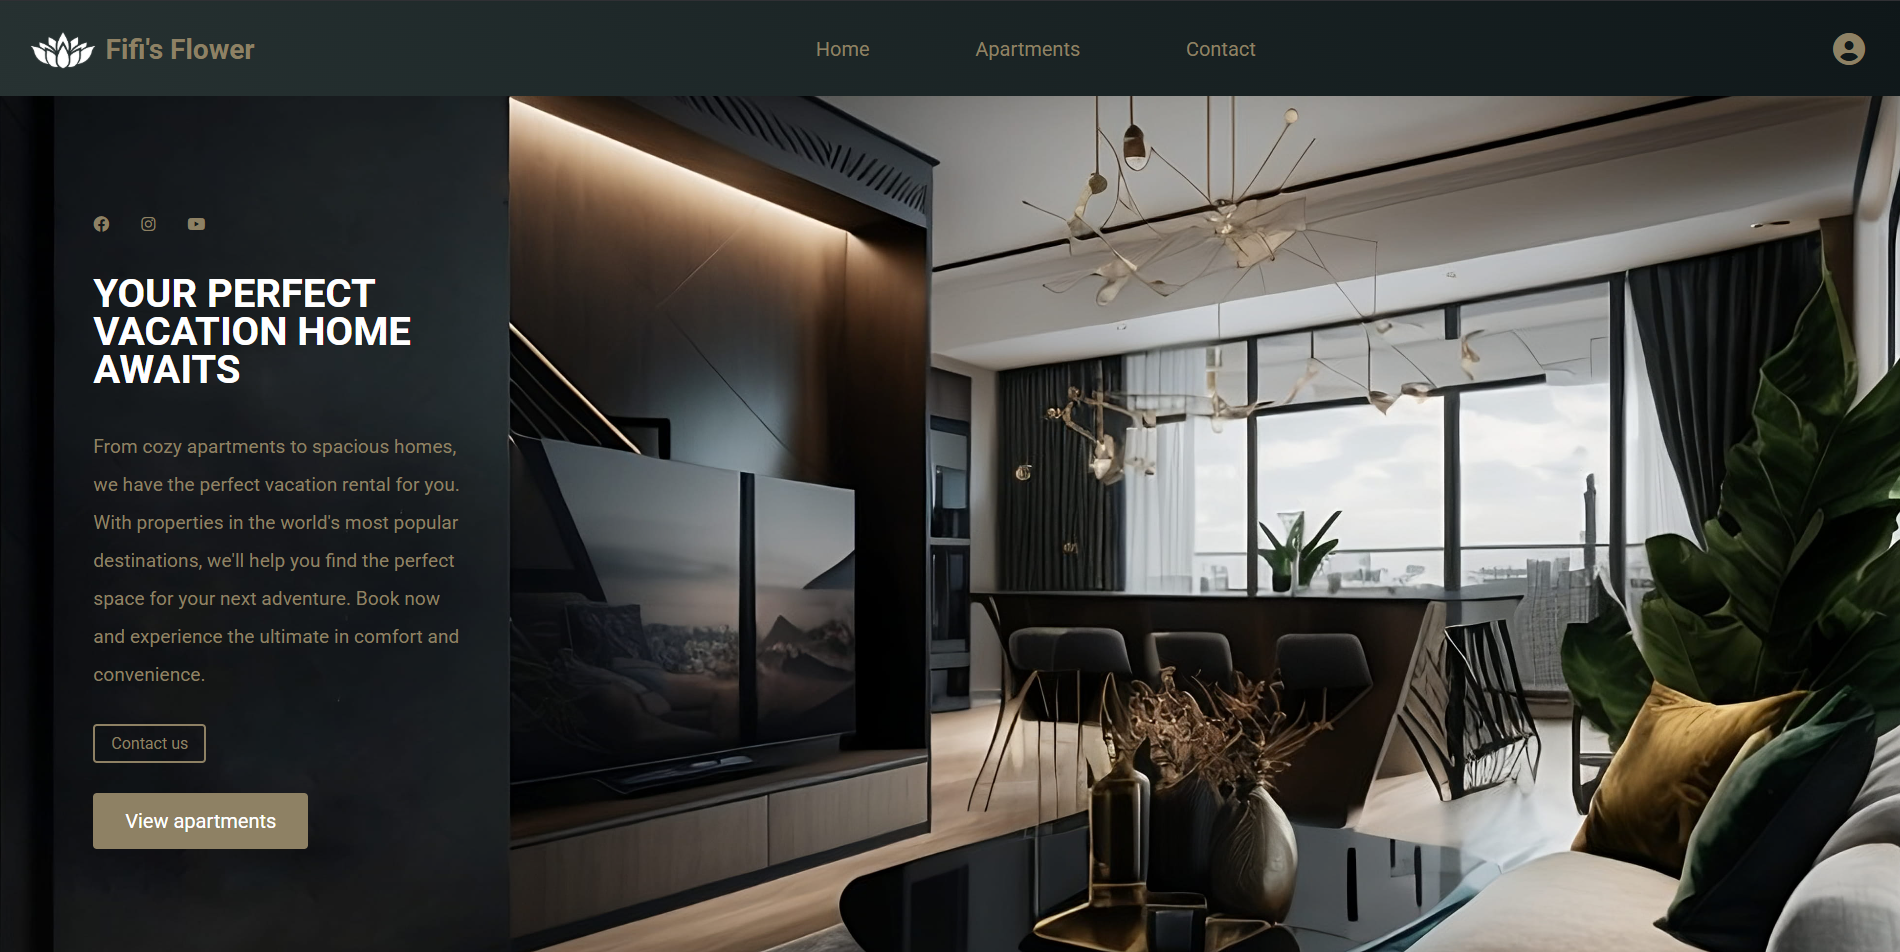 Fifi's Flower
Home
Apartments
Contact
YOUR PERFECT
VACATION HOME
AWAITS
From cozy apartments to spacious homes,
we have the perfect vacation rental for you.
With properties in the world's most popular
destinations, we'll help you find the perfect
space for your next adventure. Book now
and experience the ultimate in comfort and
convenience.
Contact us
View apartments